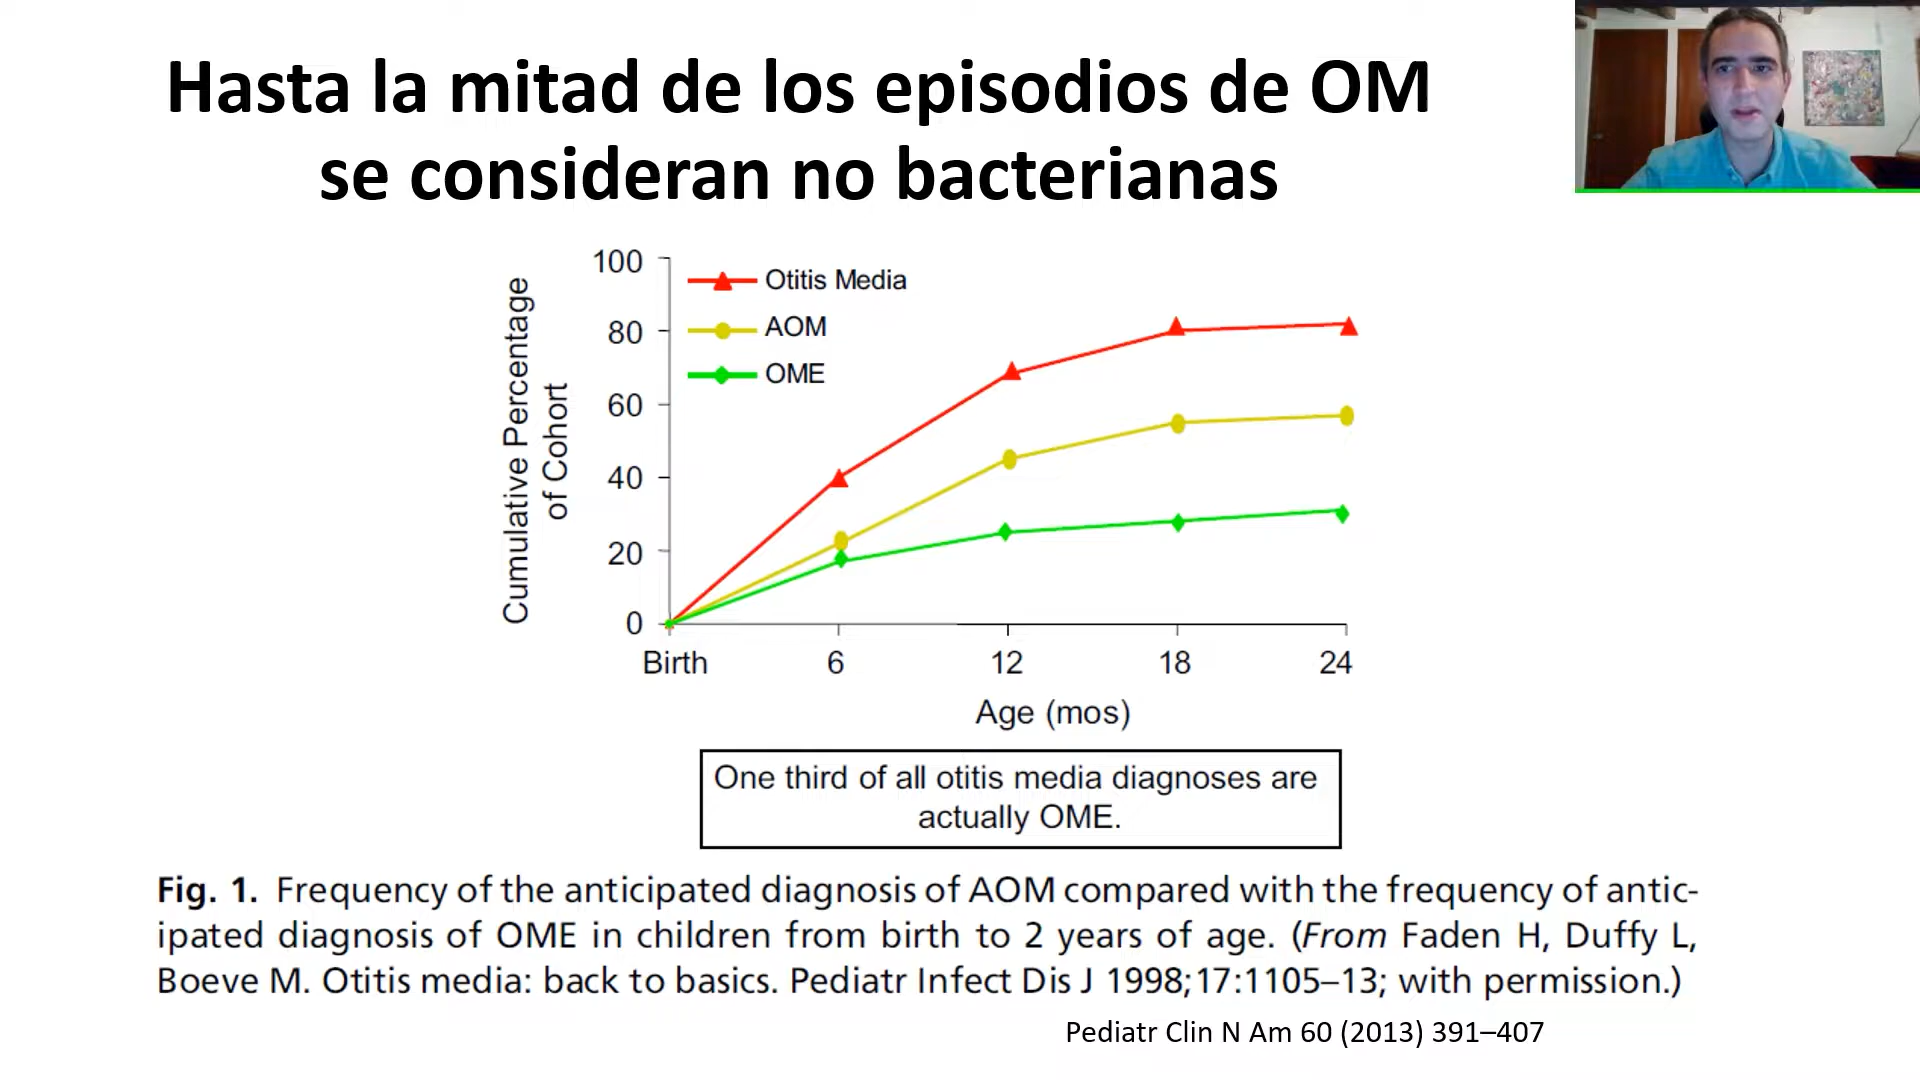 Hasta la mitad de los episodios de OM
se consideran no bacterianas
Cumulative Percentage
of Cohort
100
80
60
40
20
0
Otitis Media
AOM
OME
Birth
6
12
18
24
Age (mos)
One third of all otitis media diagnoses are
actually OME.
Fig. 1. Frequency of the anticipated diagnosis of AOM compared with the frequency of antic-
ipated diagnosis of OME in children from birth to 2 years of age. (From Faden H, Duffy L,
Boeve M. Otitis media: back to basics. Pediatr Infect Dis J 1998;17:1105–13; with permission.)
Pediatr Clin N Am 60 (2013) 391–407